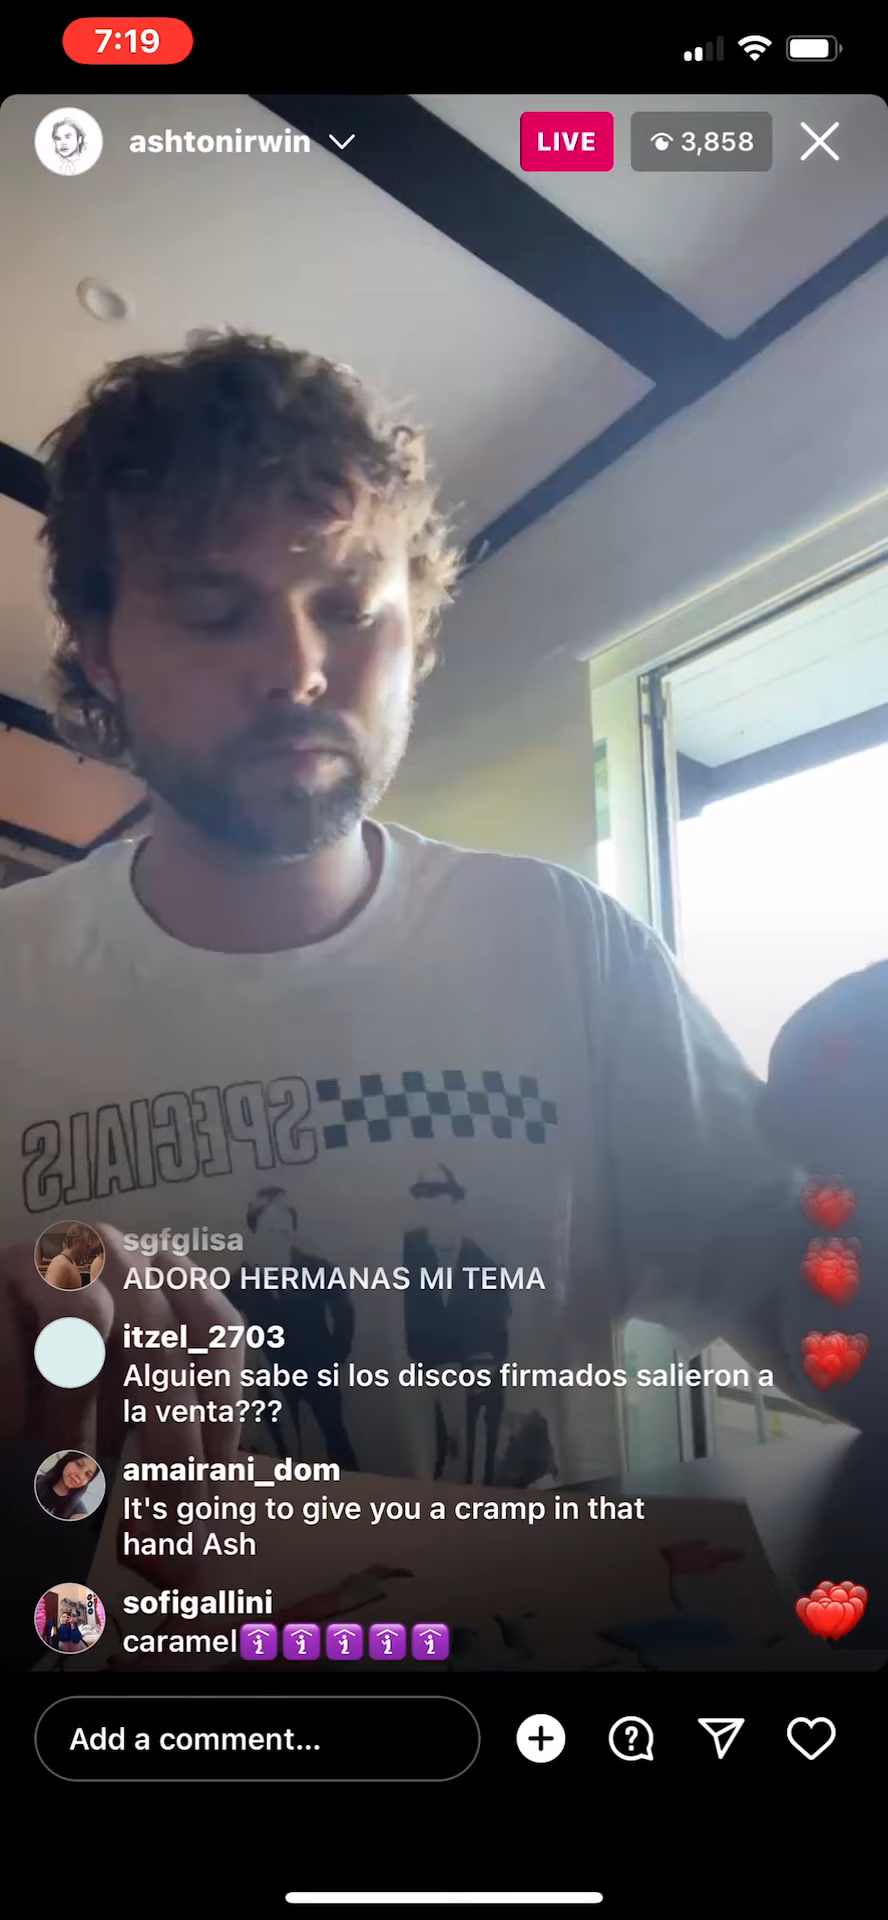 7:19
ashtonirwin
LIVE
3,858
SPECIALS
sgfglisa
ADORO HERMANAS MI TEMA
itzel_2703
Alguien sabe si los discos firmados salieron a
la venta???
amairani_dom
It's going to give you a cramp in that
hand Ash
sofigallini
caramel🛐🛐🛐🛐🛐
Add a comment...